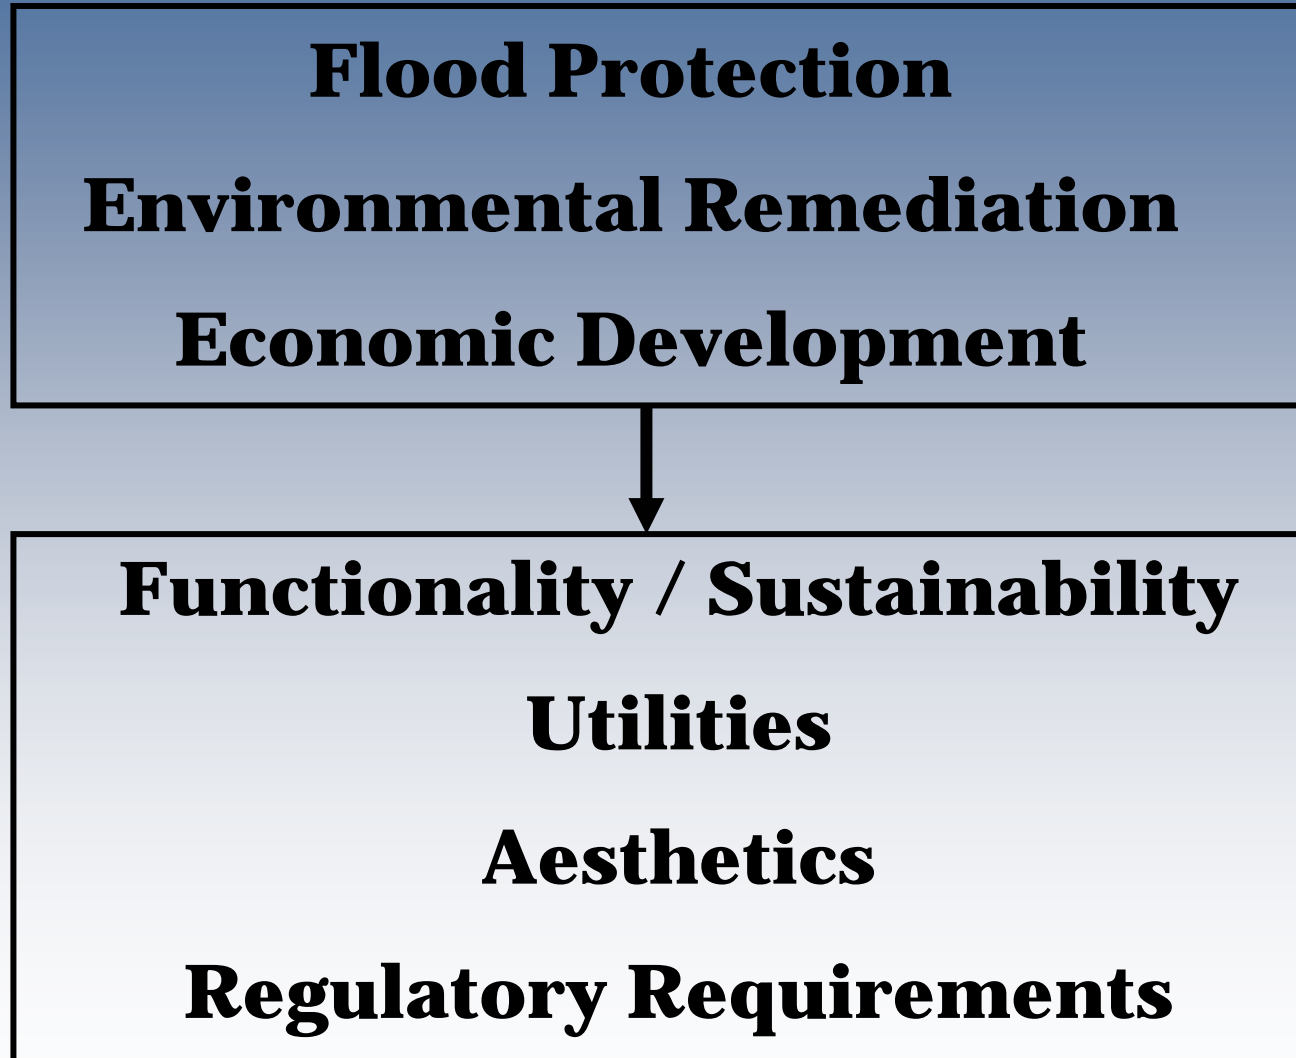 Flood Protection
Environmental Remediation
Economic Development
Functionality / Sustainability
Utilities
Aesthetics
Regulatory Requirements